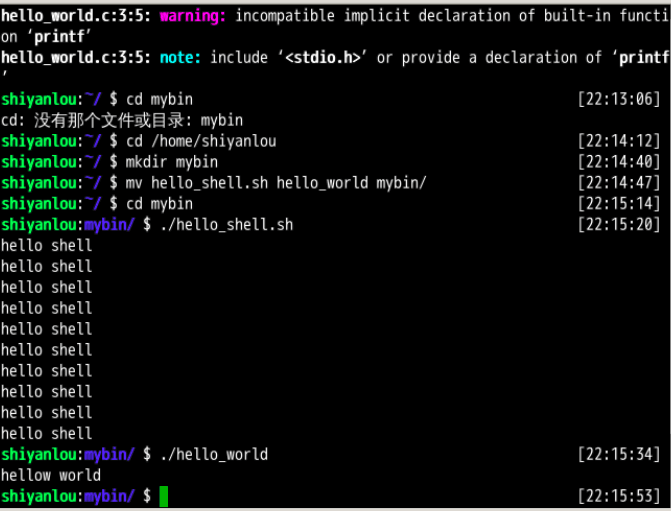 hello_world.c:3:5: warning: incompatible implicit declaration of built-in functi
on ‘printf’
hello_world.c:3:5: note: include ‘<stdio.h>’ or provide a declaration of ‘printf
’
shiyanlou:~/ $ cd mybin [22:13:06]
cd: 没有那个文件或目录: mybin
shiyanlou:~/ $ cd /home/shiyanlou [22:14:12]
shiyanlou:~/ $ mkdir mybin [22:14:40]
shiyanlou:~/ $ mv hello_shell.sh hello_world mybin/ [22:14:47]
shiyanlou:~/ $ cd mybin [22:15:14]
shiyanlou:mybin/ $ ./hello_shell.sh [22:15:20]
hello shell
hello shell
hello shell
hello shell
hello shell
hello shell
hello shell
hello shell
hello shell
hello shell
shiyanlou:mybin/ $ ./hello_world [22:15:34]
hellow world
shiyanlou:mybin/ $ [22:15:53]